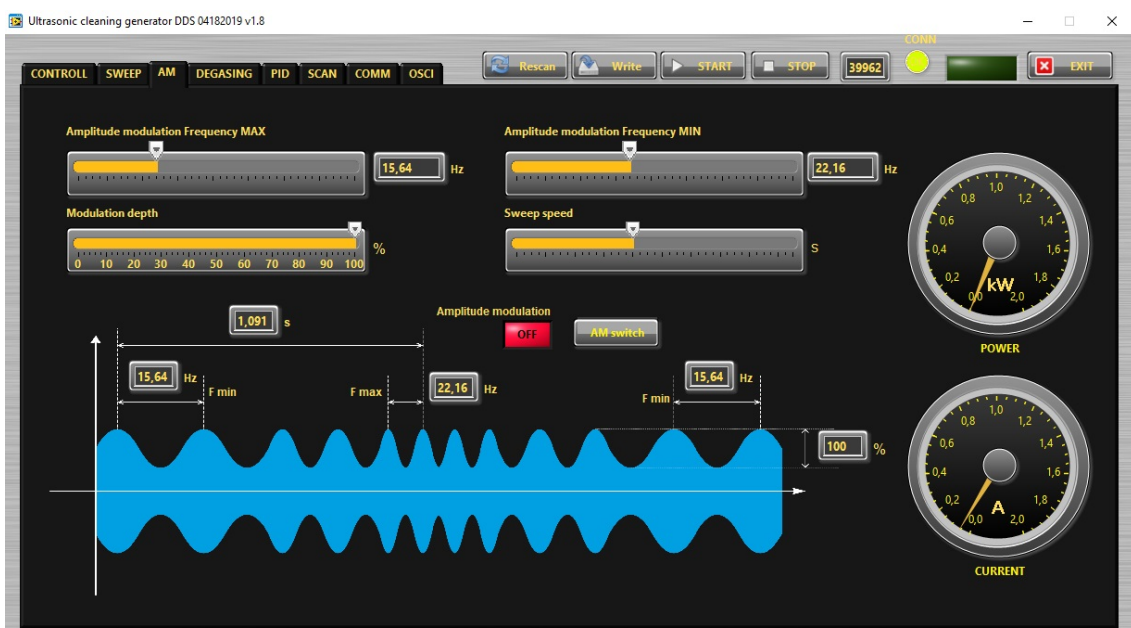 Ultrasonic cleaning generator DDS 04182019 v1.8
CONN
CONTROLL SWEEP AM DEGASING PID SCAN COMM OSCI
Rescan Write START STOP 39962 EXIT
Amplitude modulation Frequency MAX
15,64 Hz
Amplitude modulation Frequency MIN
22,16 Hz
Modulation depth
%
0 10 20 30 40 50 60 70 80 90 100
Sweep speed
S
1,091 s
Amplitude modulation
OFF
AM switch
15,64 Hz
F min
F max
22,16 Hz
15,64 Hz
F min
100 %
0,0 0,2 0,4 0,6 0,8 1,0 1,2 1,4 1,6 1,8 2,0
kW
POWER
0,0 0,2 0,4 0,6 0,8 1,0 1,2 1,4 1,6 1,8 2,0
A
CURRENT